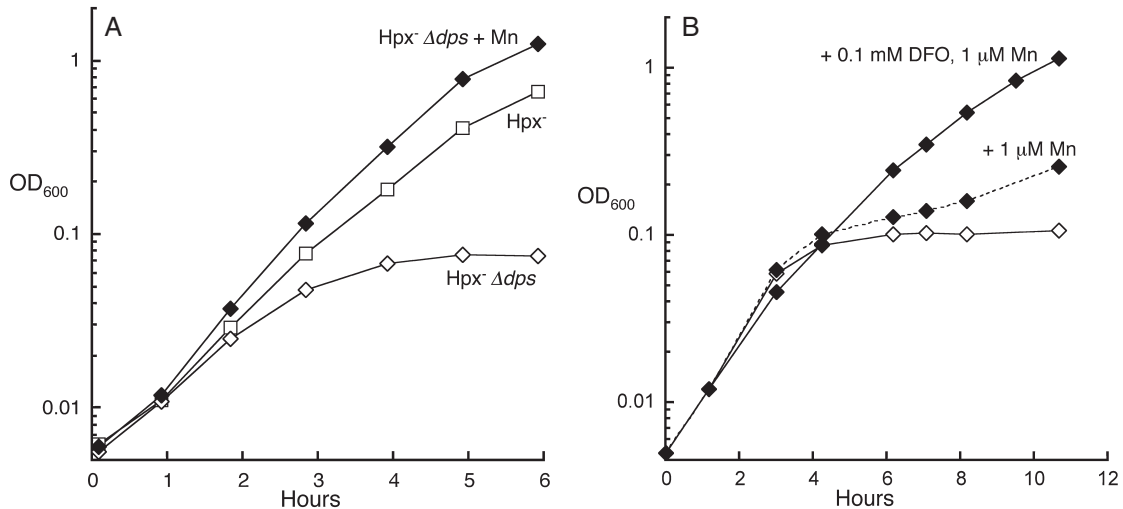 A
Hpx⁻ Δdps + Mn
Hpx⁻
Hpx⁻ Δdps
OD₆₀₀
1
0.1
0.01
0 1 2 3 4 5 6
Hours
B
+ 0.1 mM DFO, 1 μM Mn
+ 1 μM Mn
OD₆₀₀
1
0.1
0.01
0 2 4 6 8 10 12
Hours